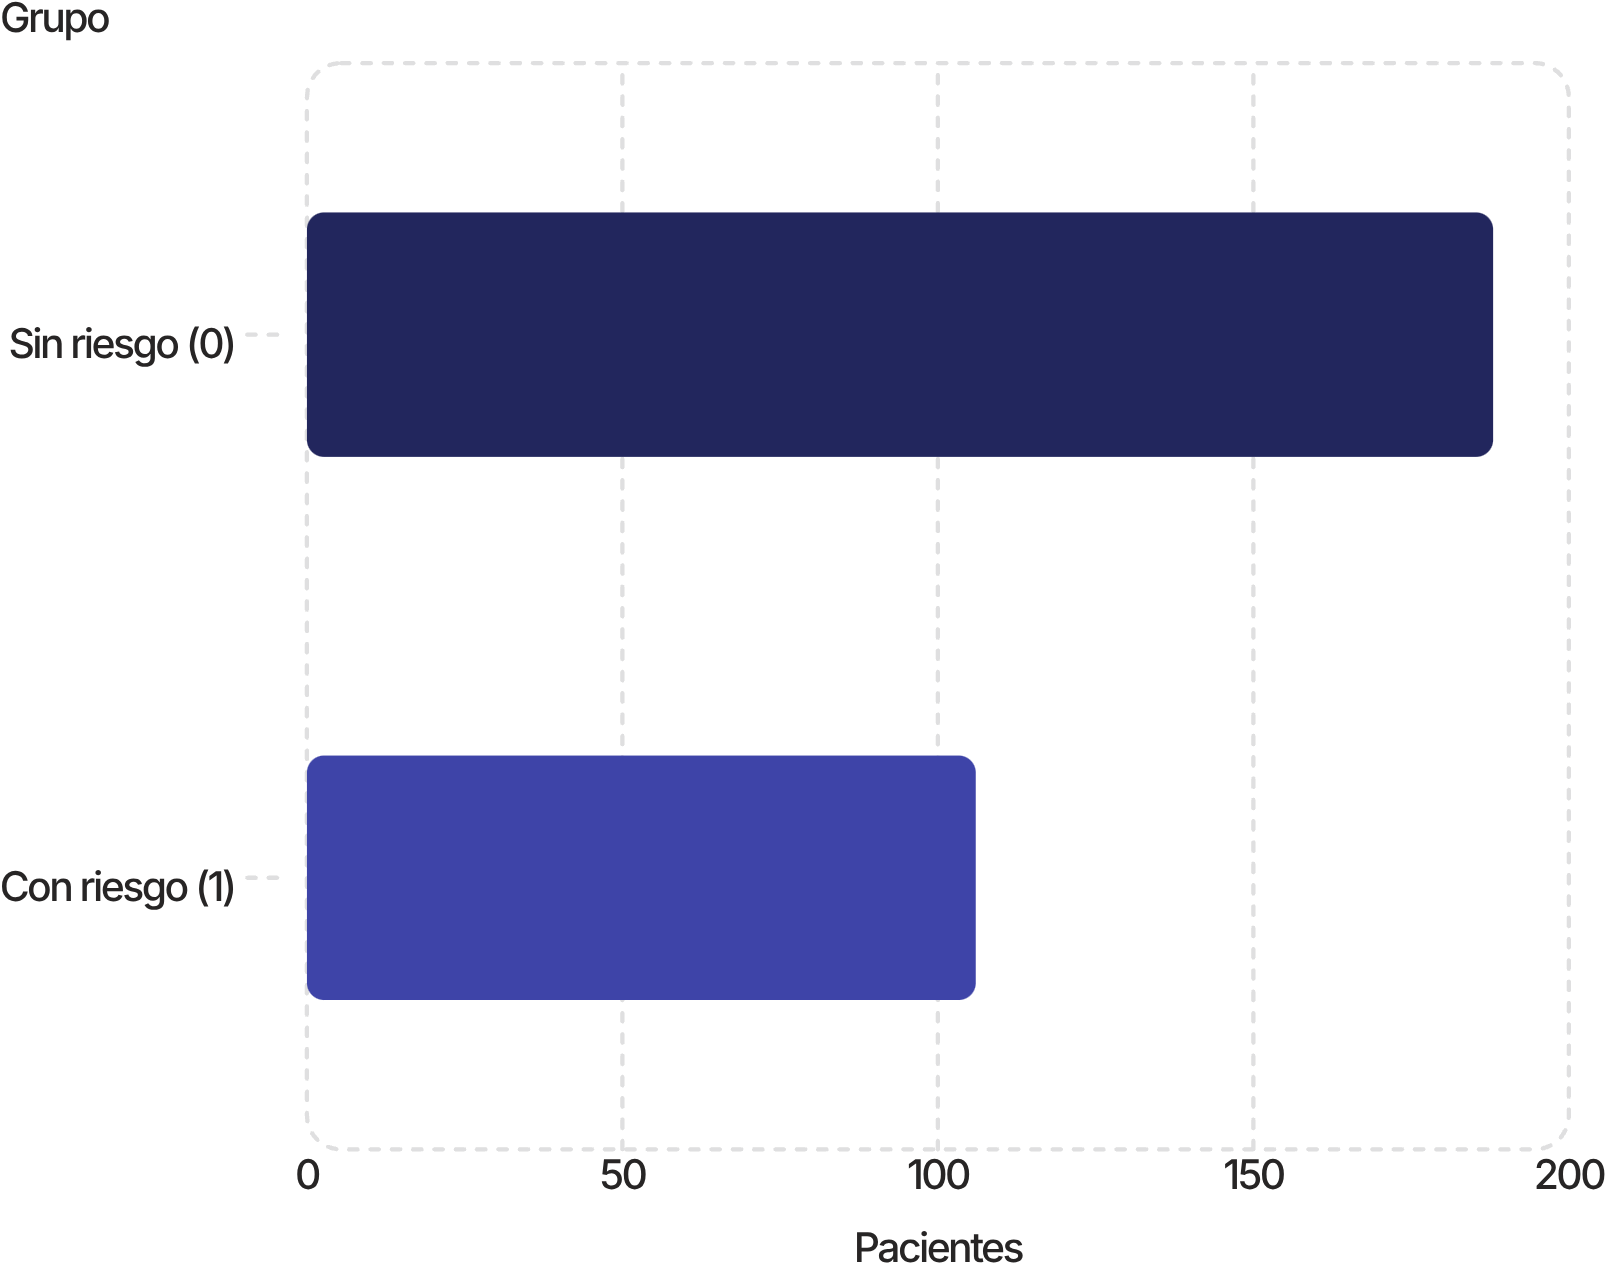 Grupo
Sin riesgo (0)
Con riesgo (1)
0 50 100 150 200
Pacientes